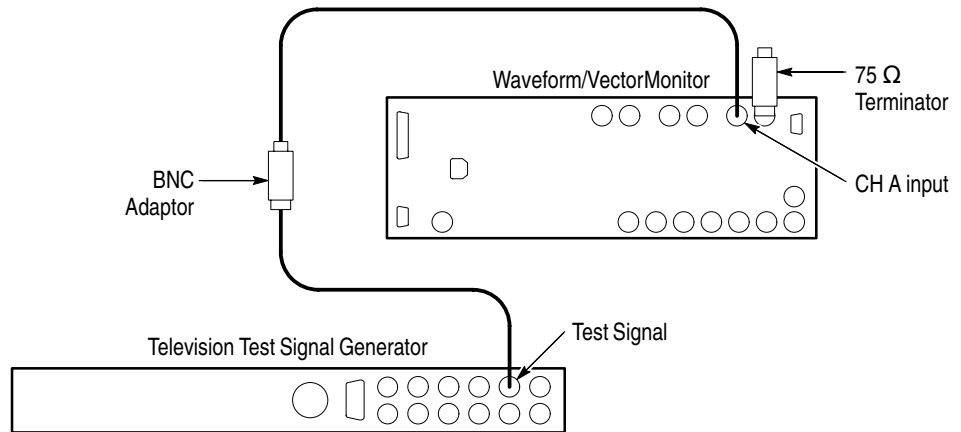 75 Ω
Terminator
Waveform/VectorMonitor
BNC
Adaptor
CH A input
Test Signal
Television Test Signal Generator